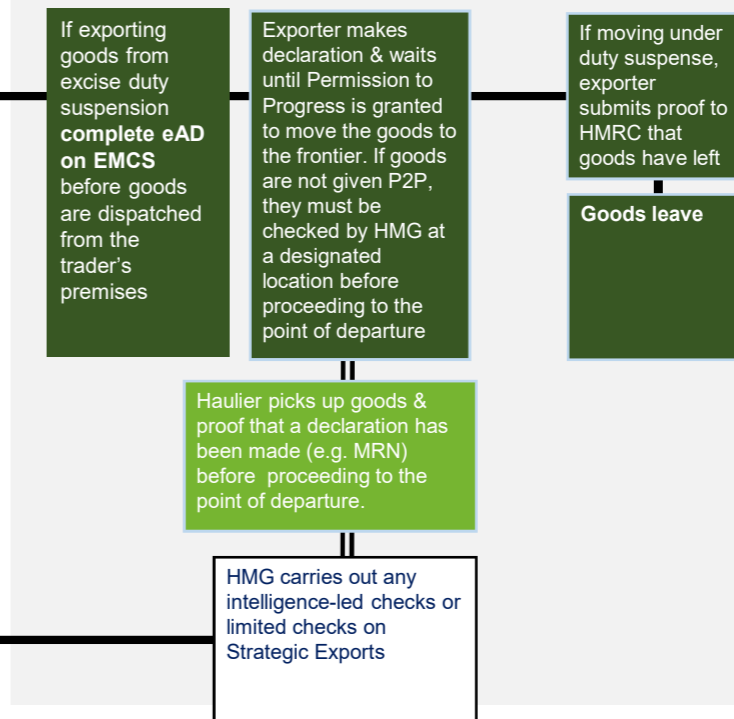 If exporting
goods from
excise duty
suspension
complete eAD
on EMCS
before goods
are dispatched
from the
trader's
premises
Exporter makes
declaration & waits
until Permission to
Progress is granted
to move the goods to
the frontier. If goods
are not given P2P,
they must be
checked by HMG at
a designated
location before
proceeding to the
point of departure
If moving under
duty suspense,
exporter
submits proof to
HMRC that
goods have left
Goods leave
Haulier picks up goods &
proof that a declaration has
been made (e.g. MRN)
before proceeding to the
point of departure.
HMG carries out any
intelligence-led checks or
limited checks on
Strategic Exports